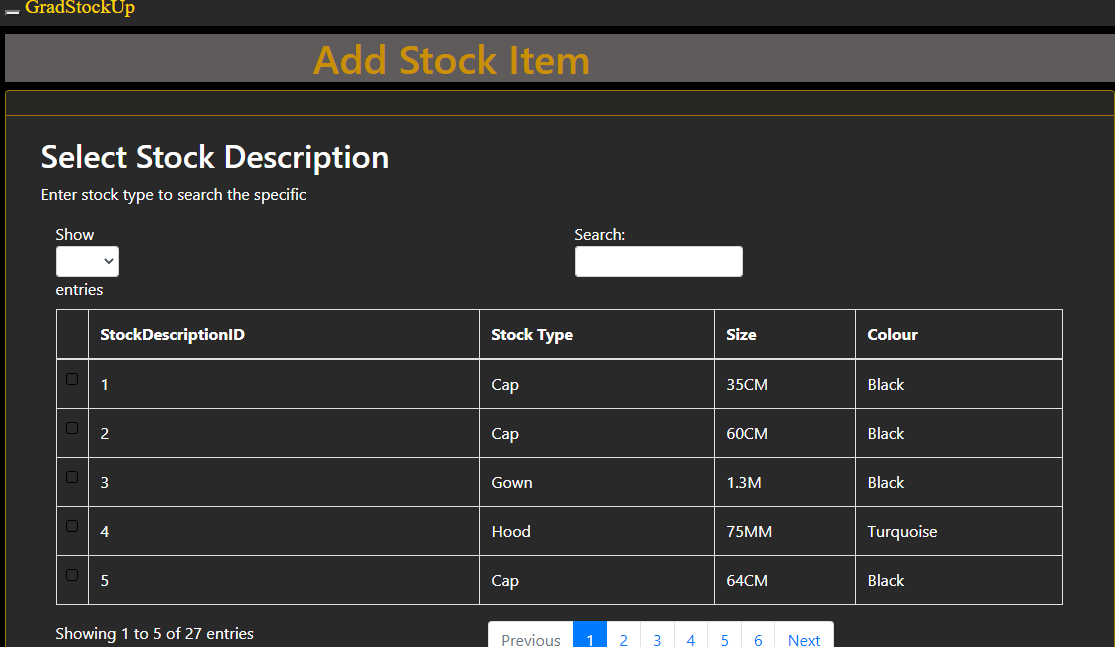 GradStockUp
Add Stock Item
Select Stock Description
Enter stock type to search the specific
Show
Search:
entries
StockDescriptionID Stock Type Size Colour
1 Cap 35CM Black
2 Cap 60CM Black
3 Gown 1.3M Black
4 Hood 75MM Turquoise
5 Cap 64CM Black
Showing 1 to 5 of 27 entries Previous 1 2 3 4 5 6 Next